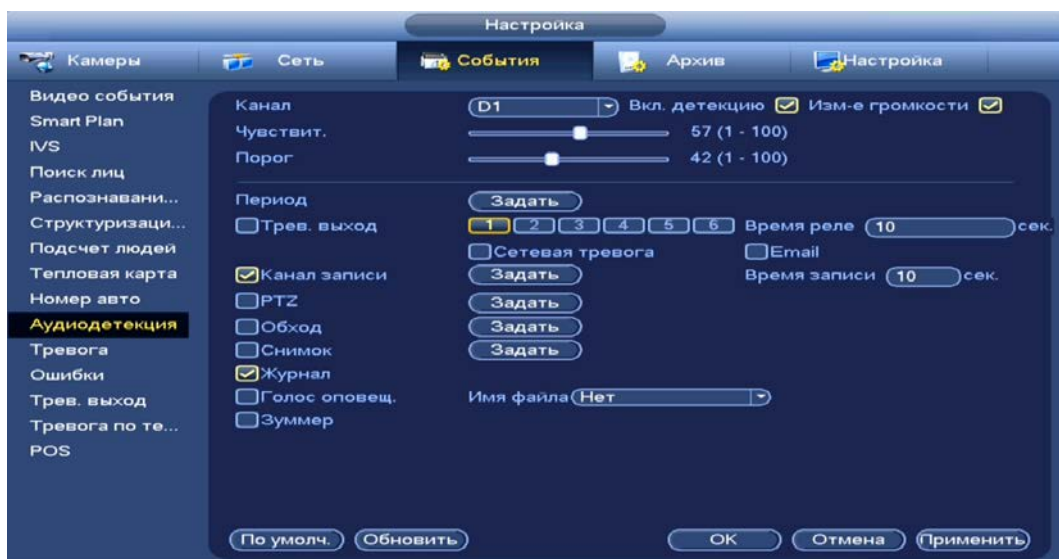 Настройка
Камеры Сеть События Архив Настройка
Видео события
Smart Plan
IVS
Поиск лиц
Распознавани...
Структуризаци...
Подсчет людей
Тепловая карта
Номер авто
Аудиодетекция
Тревога
Ошибки
Трев. выход
Тревога по те...
POS
Канал D1 Вкл. детекцию Изм-е громкости
Чувствит. 57 (1 - 100)
Порог 42 (1 - 100)
Период Задать
Трев. выход 1 2 3 4 5 6 Время реле 10 сек.
Сетевая тревога Email
Канал записи Задать Время записи 10 сек.
PTZ Задать
Обход Задать
Снимок Задать
Журнал
Голос оповещ. Имя файла Нет
Зуммер
По умолч. Обновить OK Отмена Применить